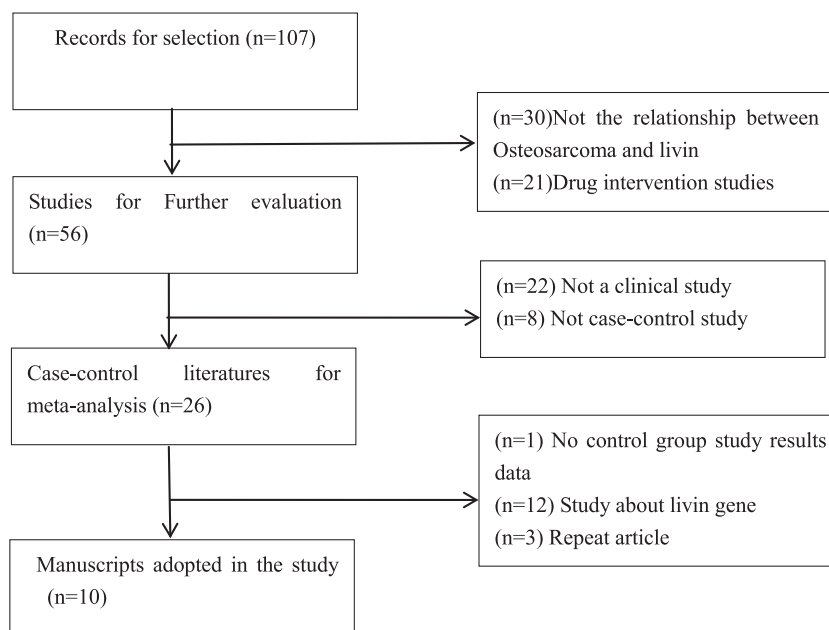 Records for selection (n=107)
(n=30)Not the relationship between
Osteosarcoma and livin
(n=21)Drug intervention studies
Studies for Further evaluation
(n=56)
(n=22) Not a clinical study
(n=8) Not case-control study
Case-control literatures for
meta-analysis (n=26)
(n=1) No control group study results
data
(n=12) Study about livin gene
(n=3) Repeat article
Manuscripts adopted in the study
(n=10)